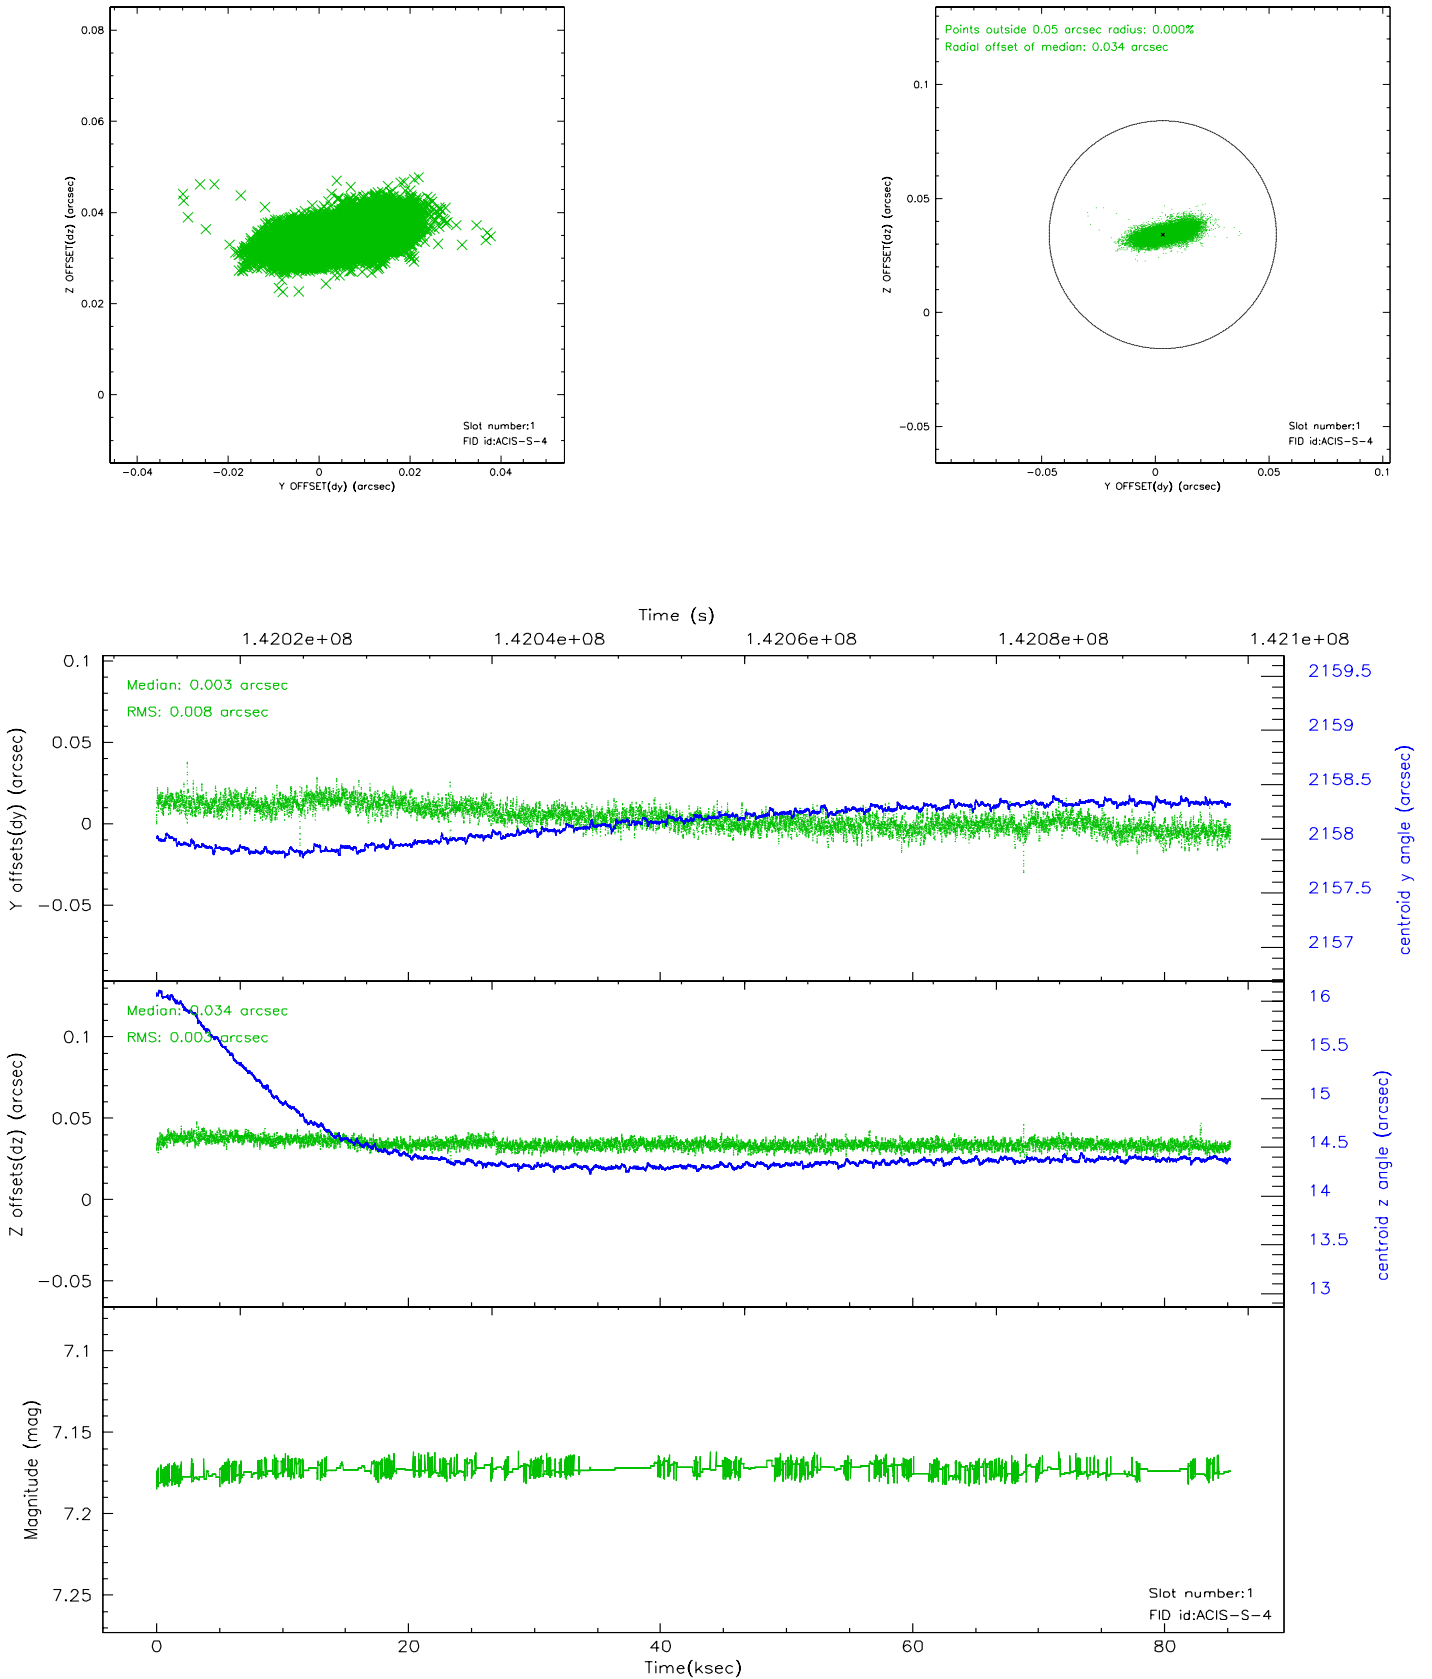 0.08
0.06
0.04
0.02
0
Z OFFSET(dz) (arcsec)
Slot number:1
FID id:ACIS-S-4
-0.04 -0.02 0 0.02 0.04
Y OFFSET(dy) (arcsec)
Points outside 0.05 arcsec radius: 0.000%
Radial offset of median: 0.034 arcsec
0.1
0.05
0
-0.05
Z OFFSET(dz) (arcsec)
Slot number:1
FID id:ACIS-S-4
-0.05 0 0.05 0.1
Y OFFSET(dy) (arcsec)
Time (s)
1.4202e+08 1.4204e+08 1.4206e+08 1.4208e+08 1.421e+08
Median: 0.003 arcsec
RMS: 0.008 arcsec
0.1
0.05
0
-0.05
Y offsets(dy) (arcsec)
2159.5
2159
2158.5
2158
2157.5
2157
centroid y angle (arcsec)
Median: 0.034 arcsec
RMS: 0.003 arcsec
0.1
0.05
0
-0.05
Z offsets(dz) (arcsec)
16
15.5
15
14.5
14
13.5
13
centroid z angle (arcsec)
7.1
7.15
7.2
7.25
Magnitude (mag)
Slot number:1
FID id:ACIS-S-4
0 20 40 60 80
Time(ksec)